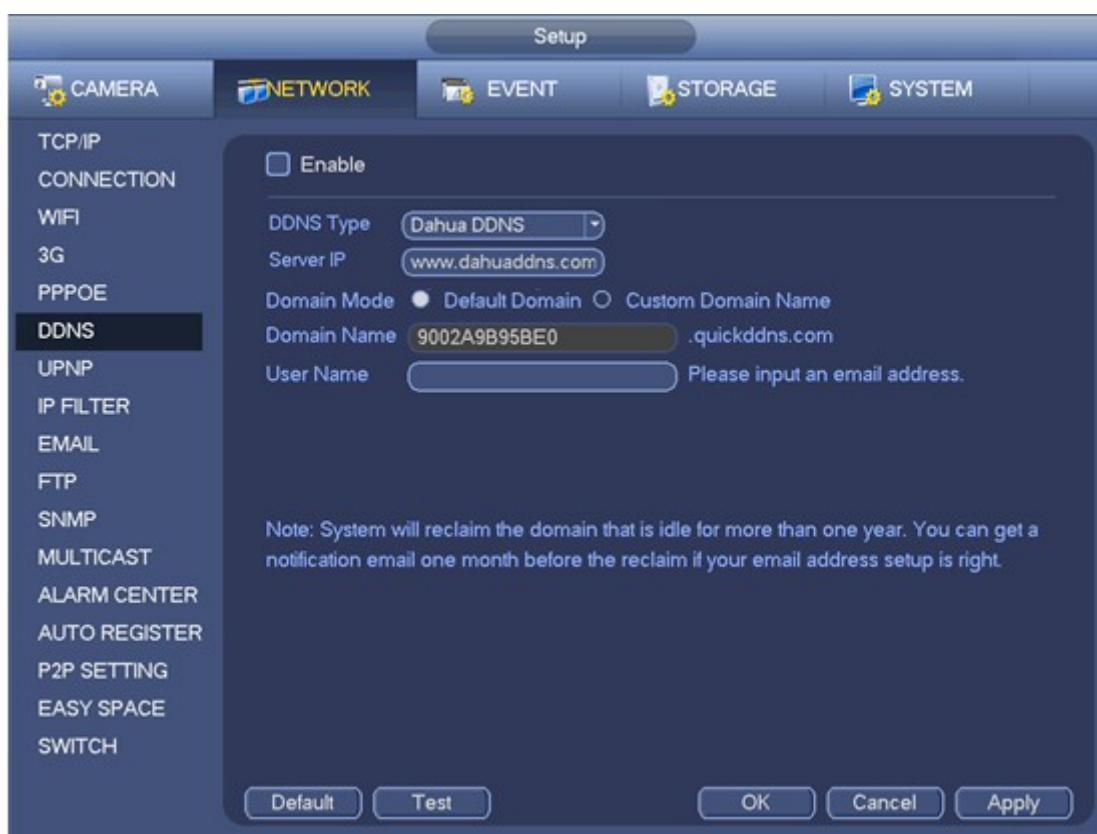 Setup
CAMERA NETWORK EVENT STORAGE SYSTEM
TCP/IP
CONNECTION
WIFI
3G
PPPOE
DDNS
UPNP
IP FILTER
EMAIL
FTP
SNMP
MULTICAST
ALARM CENTER
AUTO REGISTER
P2P SETTING
EASY SPACE
SWITCH
Enable
DDNS Type Dahua DDNS
Server IP www.dahuaddns.com
Domain Mode Default Domain Custom Domain Name
Domain Name 9002A9B95BE0 .quickddns.com
User Name Please input an email address.
Note: System will reclaim the domain that is idle for more than one year. You can get a
notification email one month before the reclaim if your email address setup is right.
Default Test OK Cancel Apply